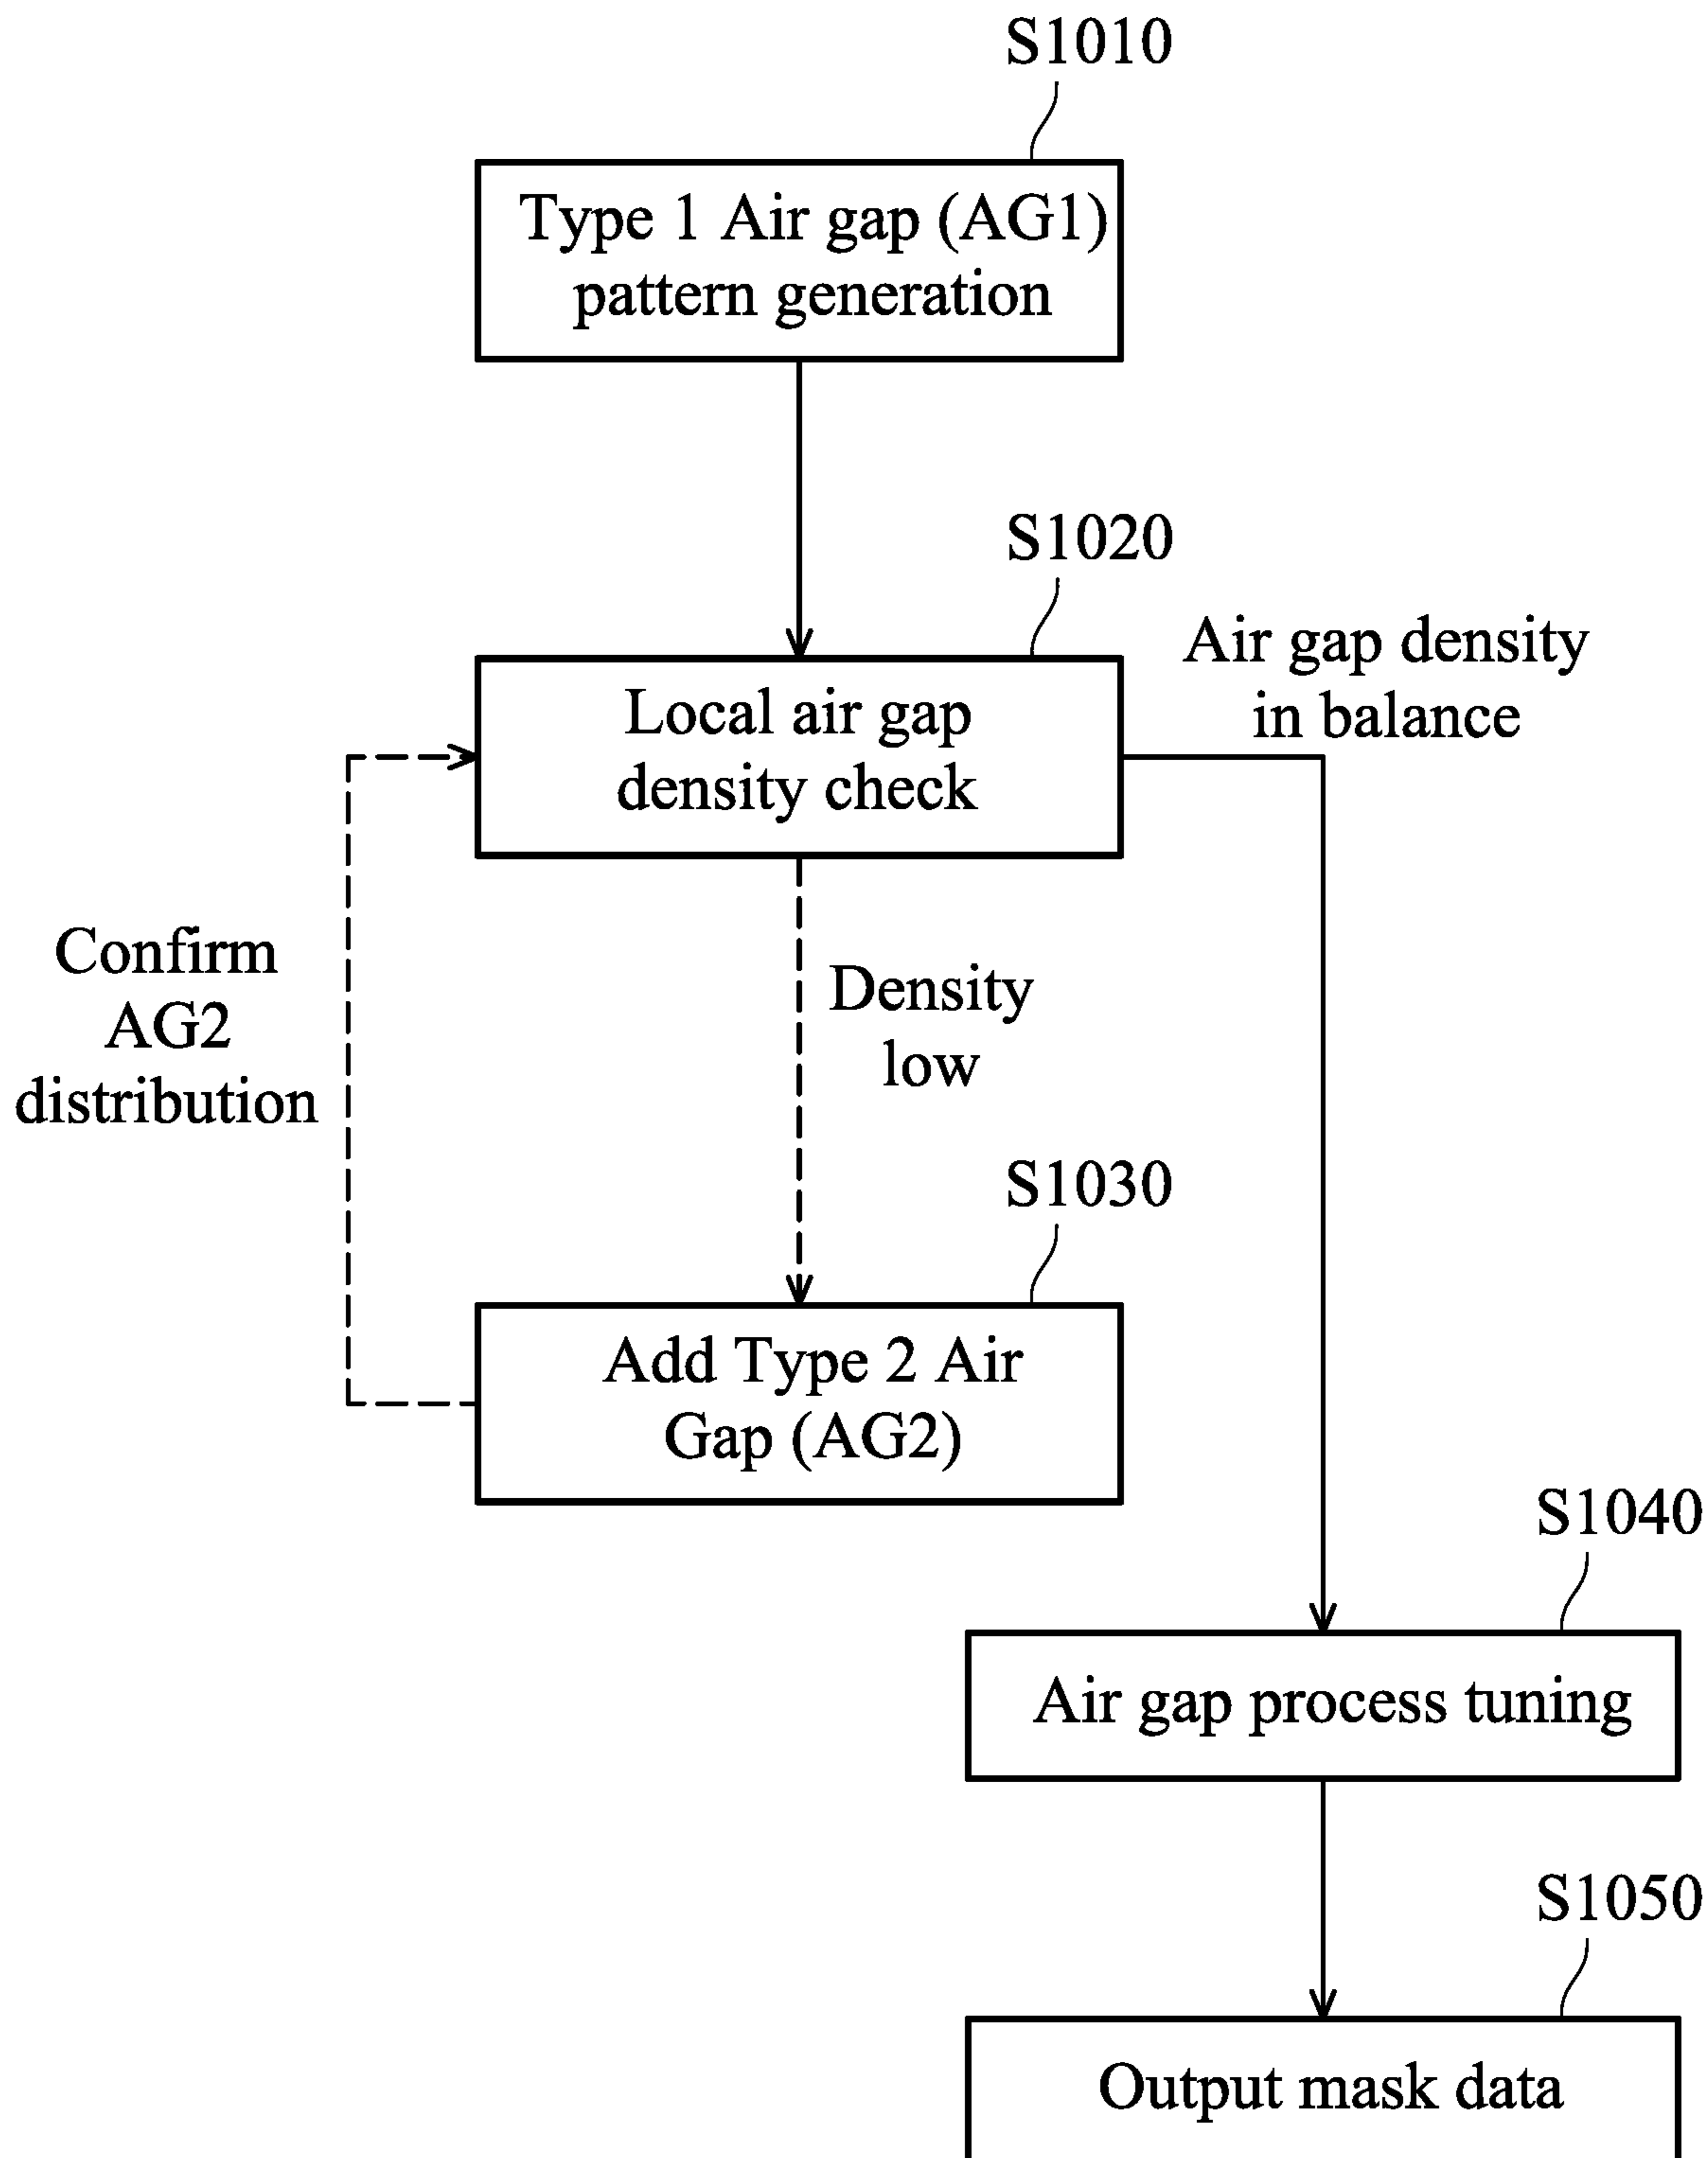 S1010
Type 1 Air gap (AG1)
pattern generation
S1020
Air gap density
in balance
Local air gap
density check
Confirm
AG2
distribution
Density
low
S1030
Add Type 2 Air
Gap (AG2)
S1040
Air gap process tuning
S1050
Output mask data